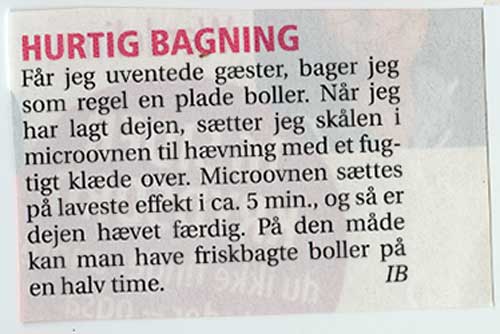 HURTIG BAGNING
Får jeg uventede gæster, bager jeg
som regel en plade boller. Når jeg
har lagt dejen, sætter jeg skålen i
microovnen til hævning med et fug-
tigt klæde over. Microovnen sættes
på laveste effekt i ca. 5 min., og så er
dejen hævet færdig. På den måde
kan man have friskbagte boller på
en halv time. IB